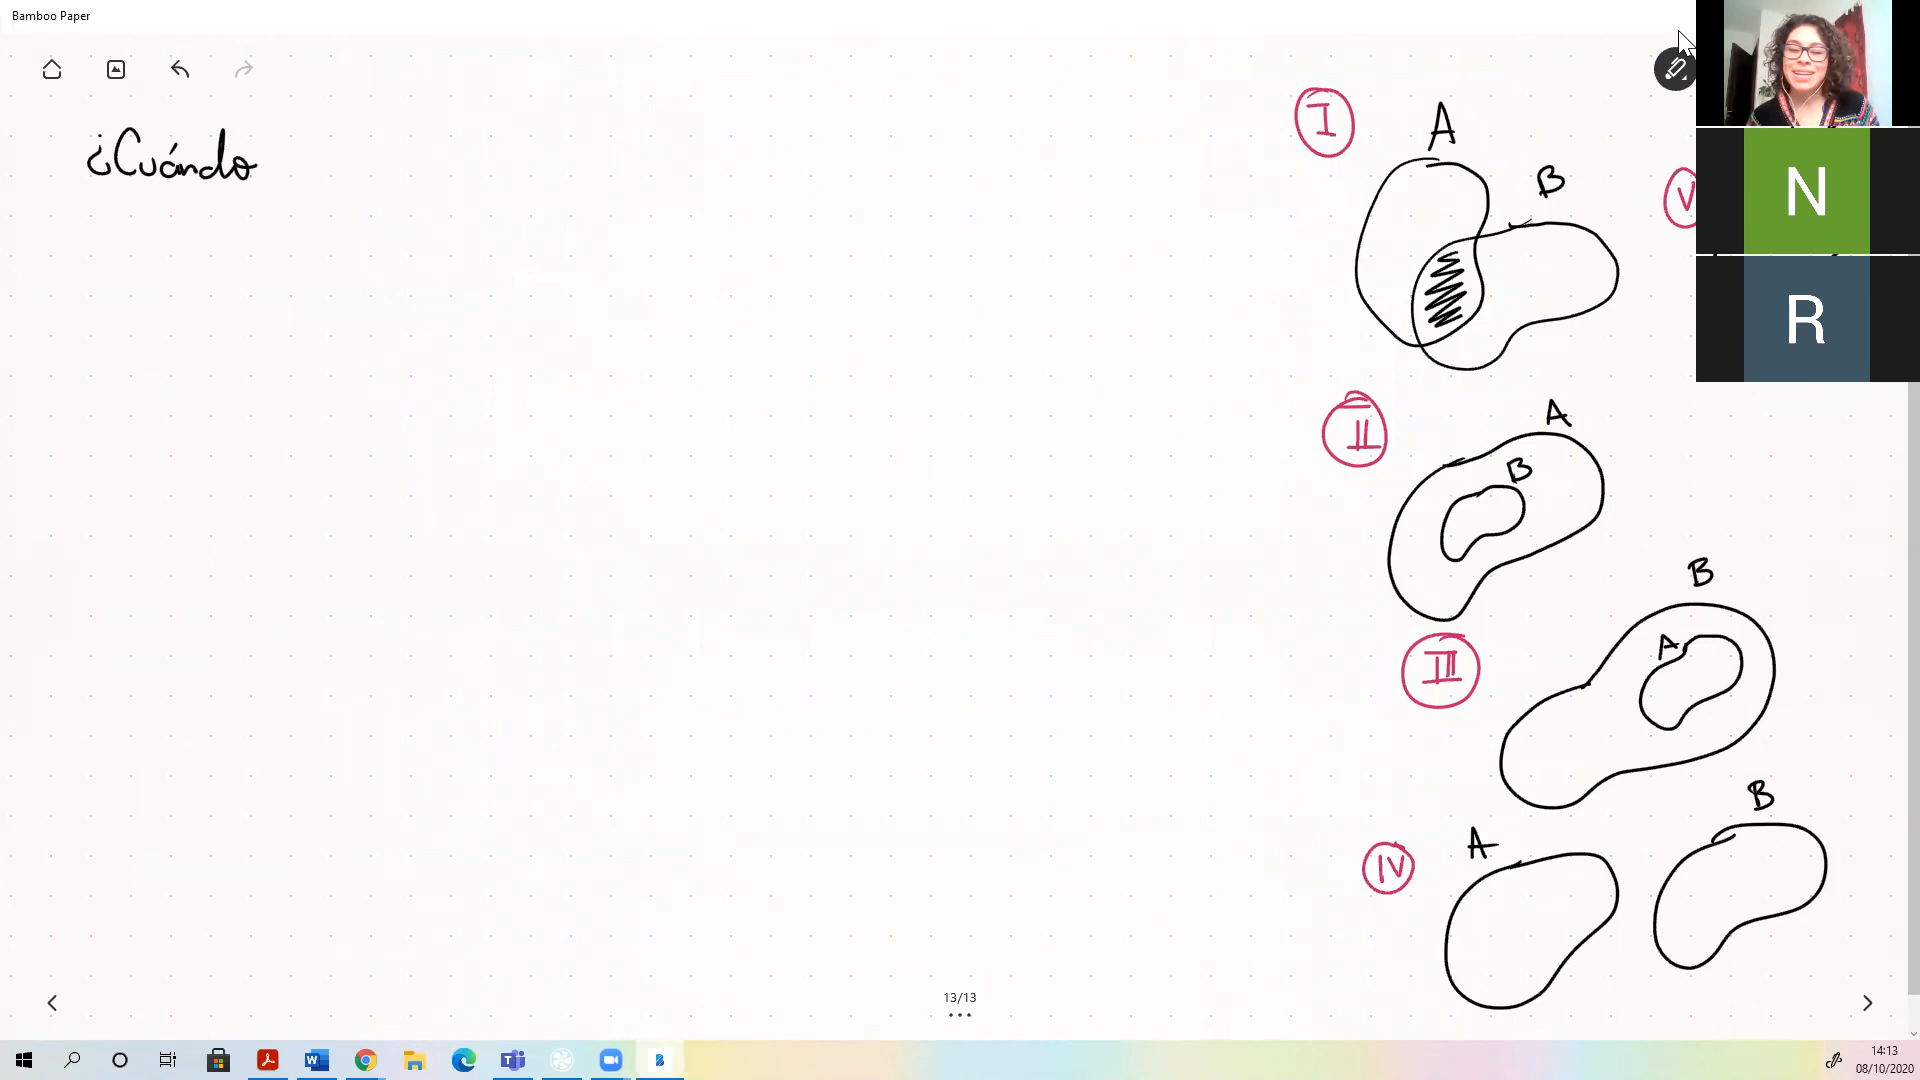 Bamboo Paper
¿Cuándo
I
A
B
V
N
R
II
A
B
III
B
A
IV
A
B
13/13
14:13
08/10/2020